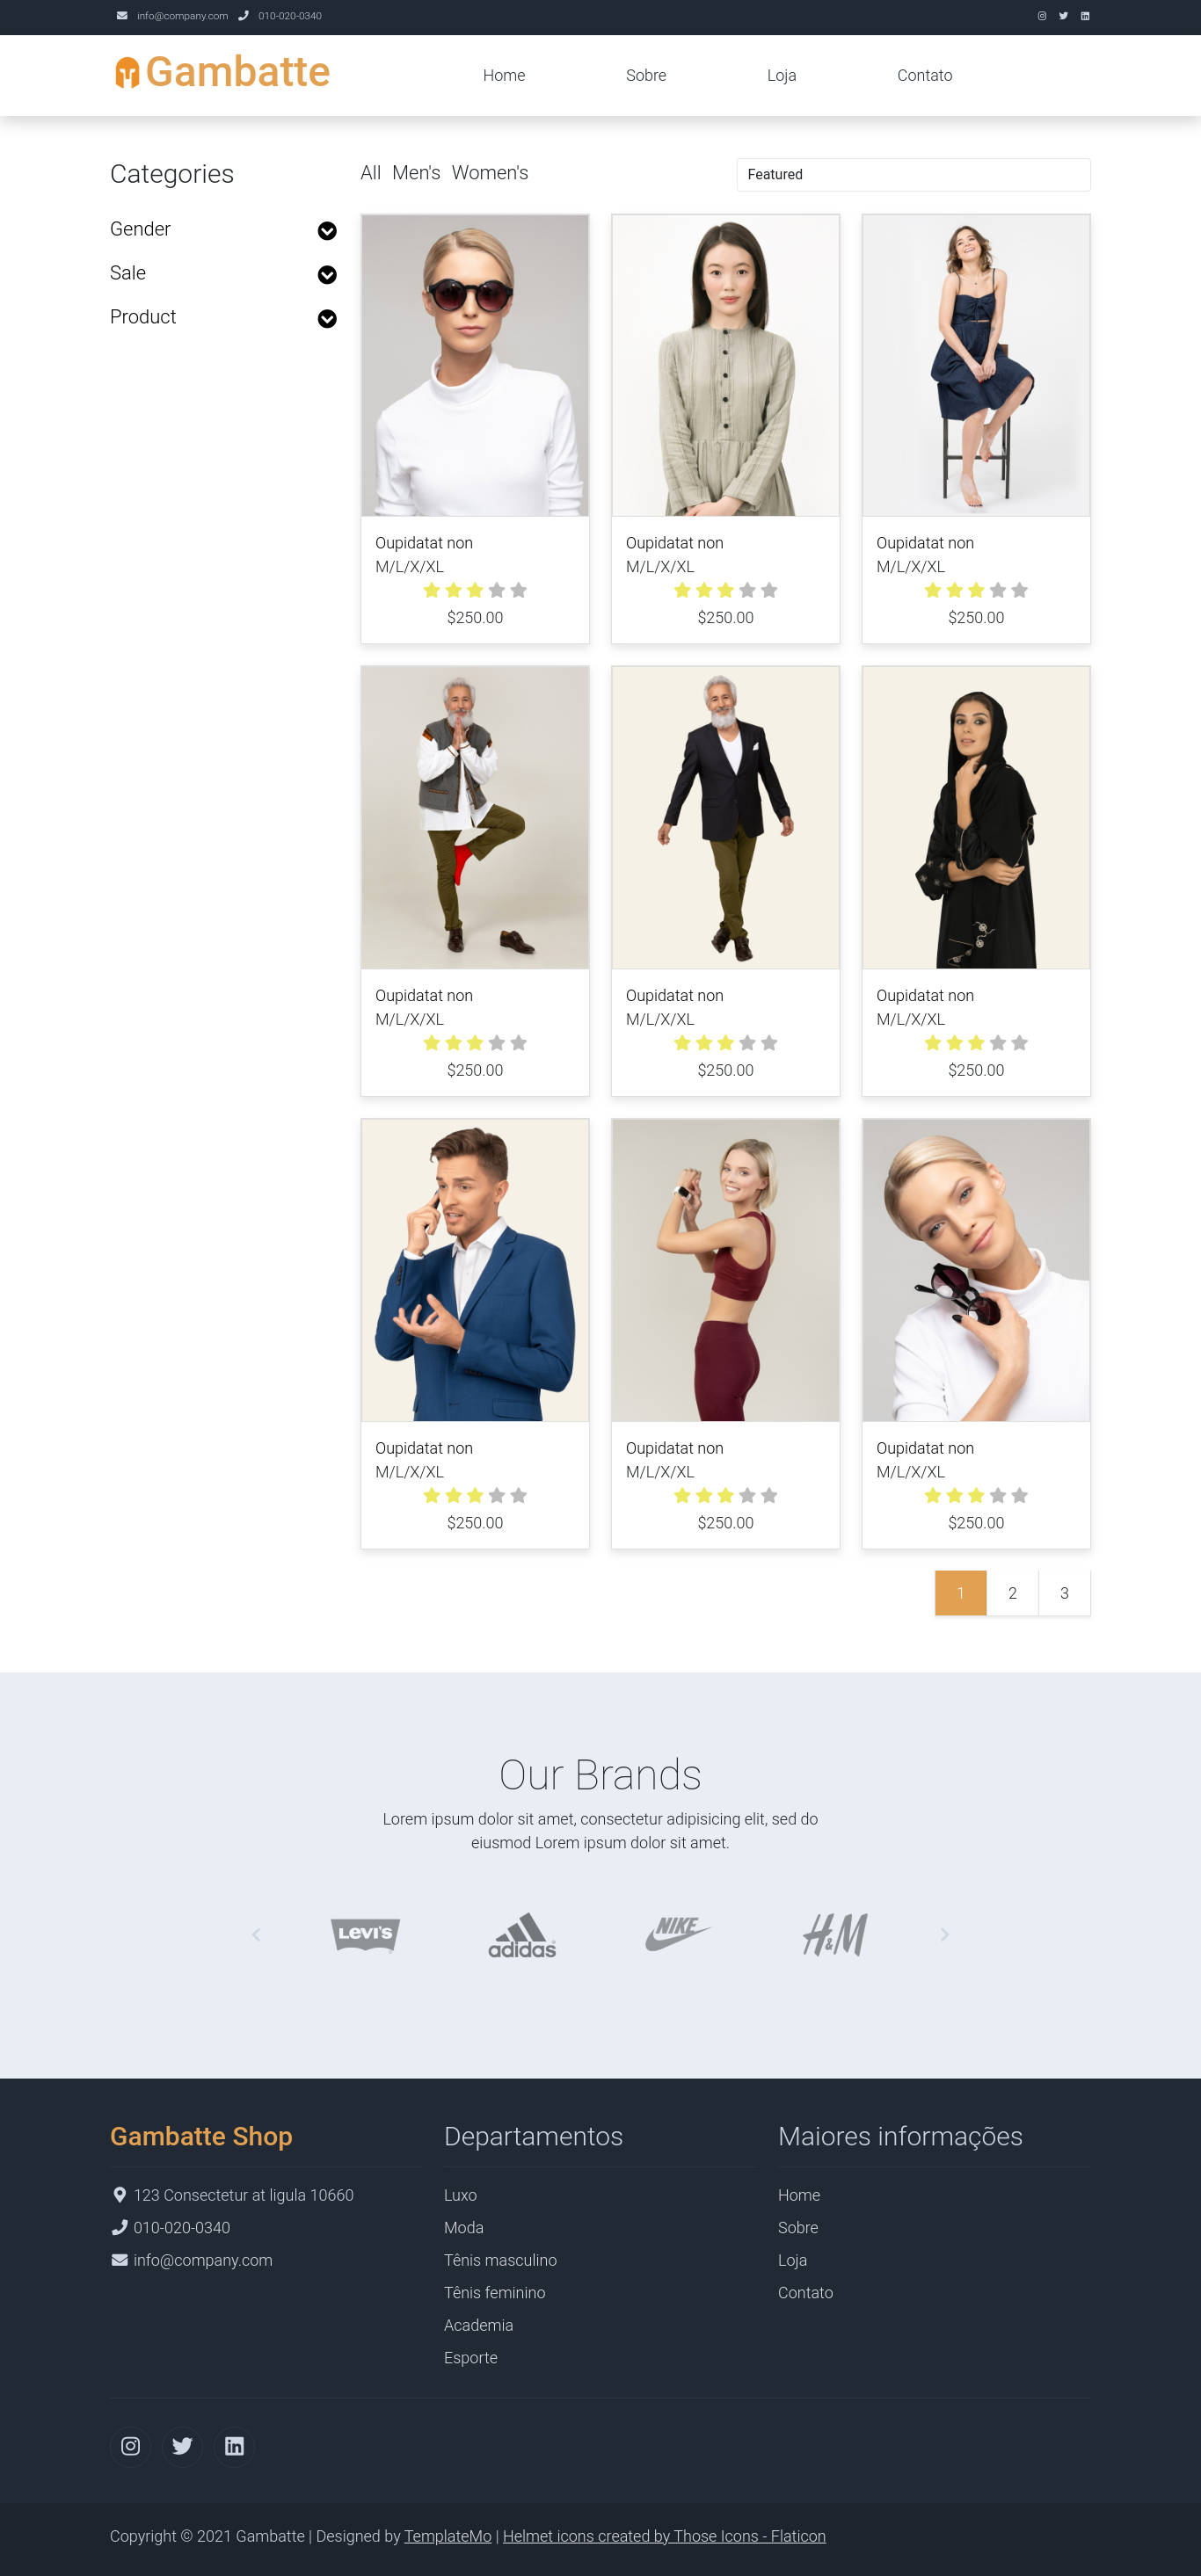 info@company.com 010-020-0340
Gambatte
Home Sobre Loja Contato
Categories
Gender
Sale
Product
All Men's Women's
Featured
Oupidatat non
M/L/X/XL
$250.00
Oupidatat non
M/L/X/XL
$250.00
Oupidatat non
M/L/X/XL
$250.00
Oupidatat non
M/L/X/XL
$250.00
Oupidatat non
M/L/X/XL
$250.00
Oupidatat non
M/L/X/XL
$250.00
Oupidatat non
M/L/X/XL
$250.00
Oupidatat non
M/L/X/XL
$250.00
Oupidatat non
M/L/X/XL
$250.00
1 2 3
Our Brands
Lorem ipsum dolor sit amet, consectetur adipisicing elit, sed do
eiusmod Lorem ipsum dolor sit amet.
LEVI'S adidas NIKE H&M
Gambatte Shop
123 Consectetur at ligula 10660
010-020-0340
info@company.com
Departamentos
Luxo
Moda
Tênis masculino
Tênis feminino
Academia
Esporte
Maiores informações
Home
Sobre
Loja
Contato
Copyright © 2021 Gambatte | Designed by TemplateMo | Helmet icons created by Those Icons - Flaticon